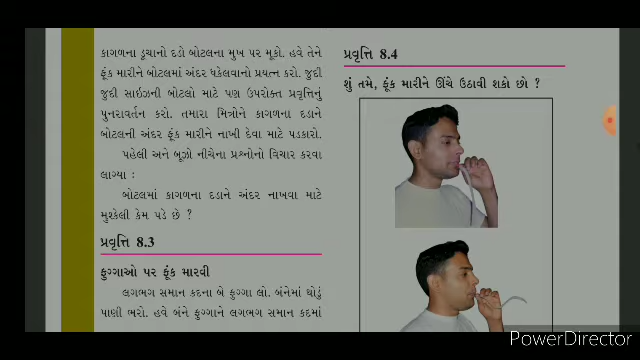 કાગળના ડૂચાનો દડો બોટલના મુખ પર મૂકો. હવે તેને
ફૂંક મારીને બોટલમાં અંદર ધકેલવાનો પ્રયત્ન કરો. જુદી
જુદી સાઇઝની બોટલો માટે પણ ઉપરોક્ત પ્રવૃત્તિનું
પુનરાવર્તન કરો. તમારા મિત્રોને કાગળના દડાને
બોટલની અંદર ફૂંક મારીને નાખી દેવા માટે પડકારો.
પહેલી અને બૂઝો નીચેના પ્રશ્નોનો વિચાર કરવા
લાગ્યા :
બોટલમાં કાગળના દડાને અંદર નાખવા માટે
મુશ્કેલી કેમ પડે છે ?
પ્રવૃત્તિ 8.3
ફુગ્ગાઓ પર ફૂંક મારવી
લગભગ સમાન કદના બે ફુગ્ગા લો. બંનેમાં થોડું
પાણી ભરો. હવે બંને ફુગ્ગાને લગભગ સમાન કદમાં
પ્રવૃત્તિ 8.4
શું તમે, ફૂંક મારીને ઊંચે ઉઠાવી શકો છો ?
PowerDirector